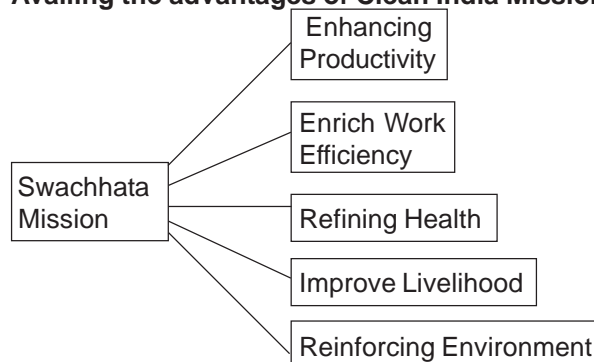 Availing the advantages of Clean India Mission
Enhancing
Productivity
Enrich Work
Efficiency
Swachhata
Mission
Refining Health
Improve Livelihood
Reinforcing Environment